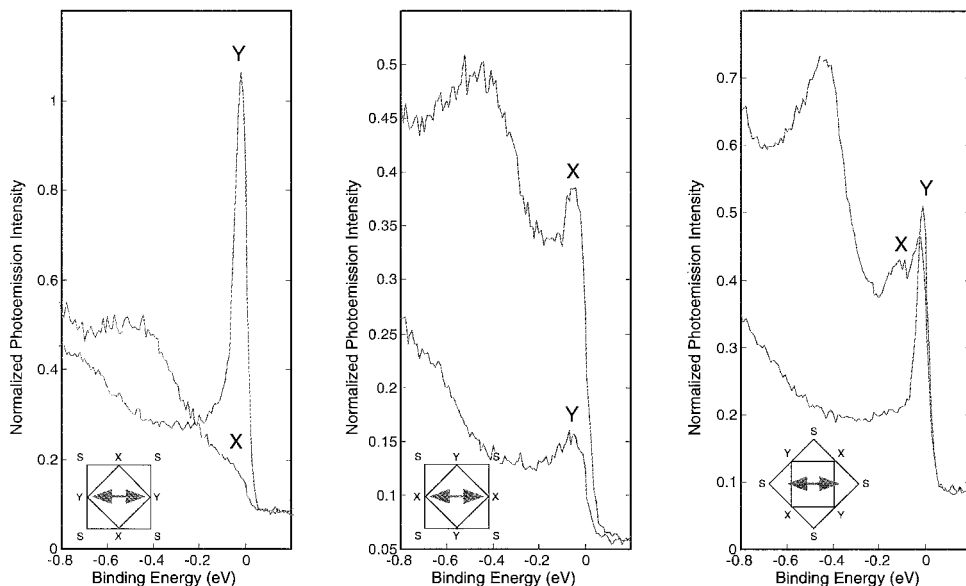 Normalized Photoemission Intensity
1
0.8
0.6
0.4
0.2
0
Y
X
S X S
Y Y
S X S
-0.8 -0.6 -0.4 -0.2 0
Binding Energy (eV)
Normalized Photoemission Intensity
0.5
0.45
0.4
0.35
0.3
0.25
0.2
0.15
0.1
0.05
X
Y
S Y S
X X
S Y S
-0.8 -0.6 -0.4 -0.2 0
Binding Energy (eV)
Normalized Photoemission Intensity
0.7
0.6
0.5
0.4
0.3
0.2
0.1
0
Y
X
S
Y X
S S
X Y
S
-0.8 -0.6 -0.4 -0.2 0
Binding Energy (eV)